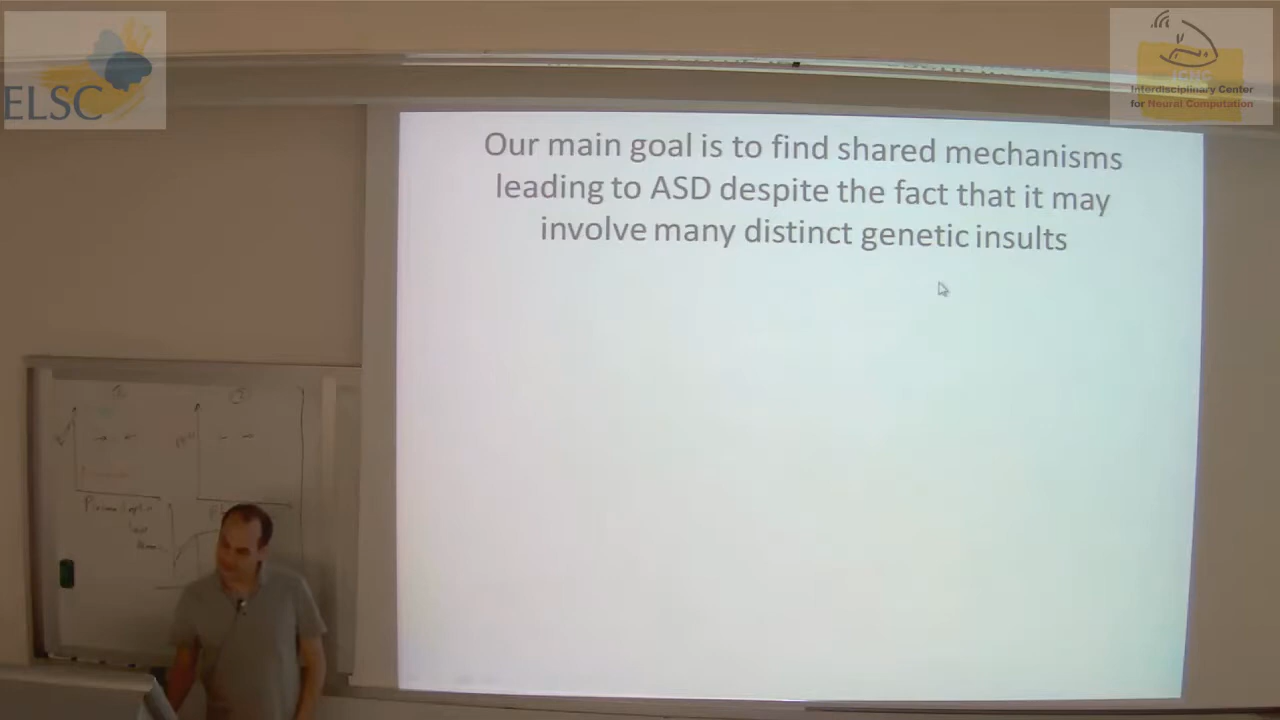 ELSC
ICNC
Interdisciplinary Center
for Neural Computation
Our main goal is to find shared mechanisms
leading to ASD despite the fact that it may
involve many distinct genetic insults